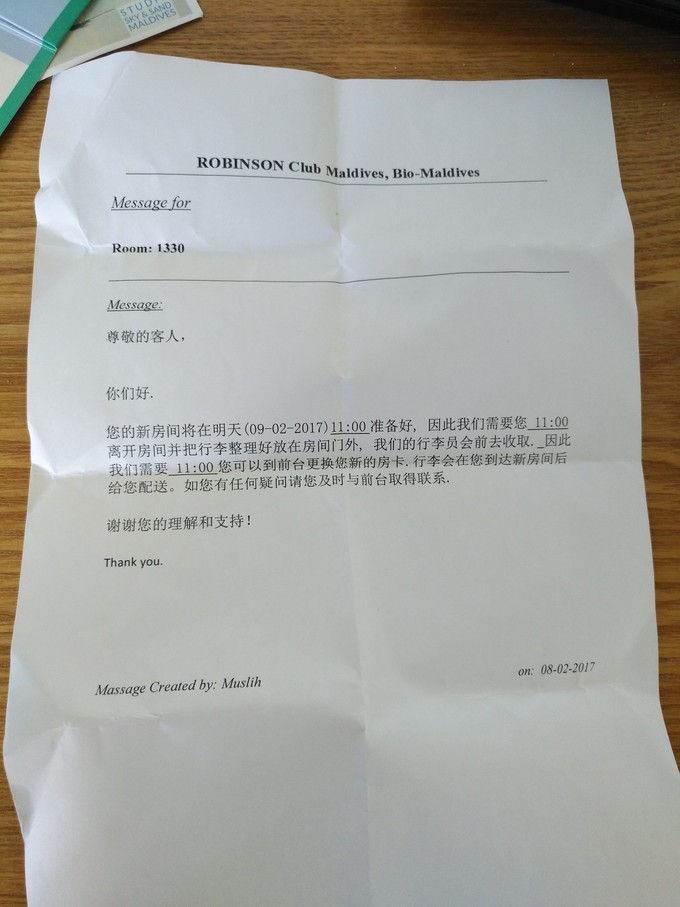 STUDY
SKY & SAND
MALDIVES
ROBINSON Club Maldives, Bio-Maldives
Message for
Room: 1330
Message:
尊敬的客人，
你们好.
您的新房间将在明天(09-02-2017)11:00 准备好，因此我们需要您 11:00
离开房间并把行李整理好放在房间门外，我们的行李员会前去收取. 因此
我们需要 11:00 您可以到前台更换您新的房卡.行李会在您到达新房间后
给您配送。如您有任何疑问请您及时与前台取得联系.
谢谢您的理解和支持！
Thank you.
Massage Created by: Muslih
on: 08-02-2017